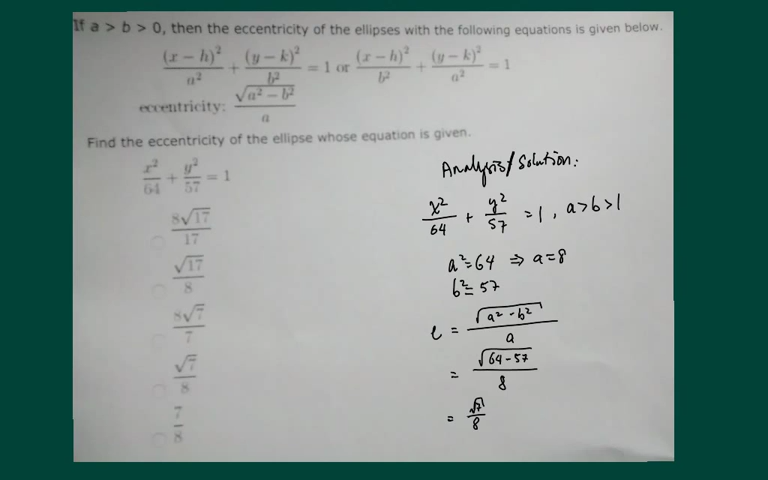 If a > b > 0, then the eccentricity of the ellipses with the following equations is given below.
(x − h)²/a² + (y − k)²/b² = 1 or (x − h)²/b² + (y − k)²/a² = 1
eccentricity: √(a² − b²)/a
Find the eccentricity of the ellipse whose equation is given.
x²/64 + y²/57 = 1
8√17/17
√17/8
8√7/7
√7/8
7/8
Analysis/Solution:
x²/64 + y²/57 = 1, a>b>1
a²=64 ⇒ a=8
b²=57
e = √(a²-b²)/a
= √(64-57)/8
= √7/8